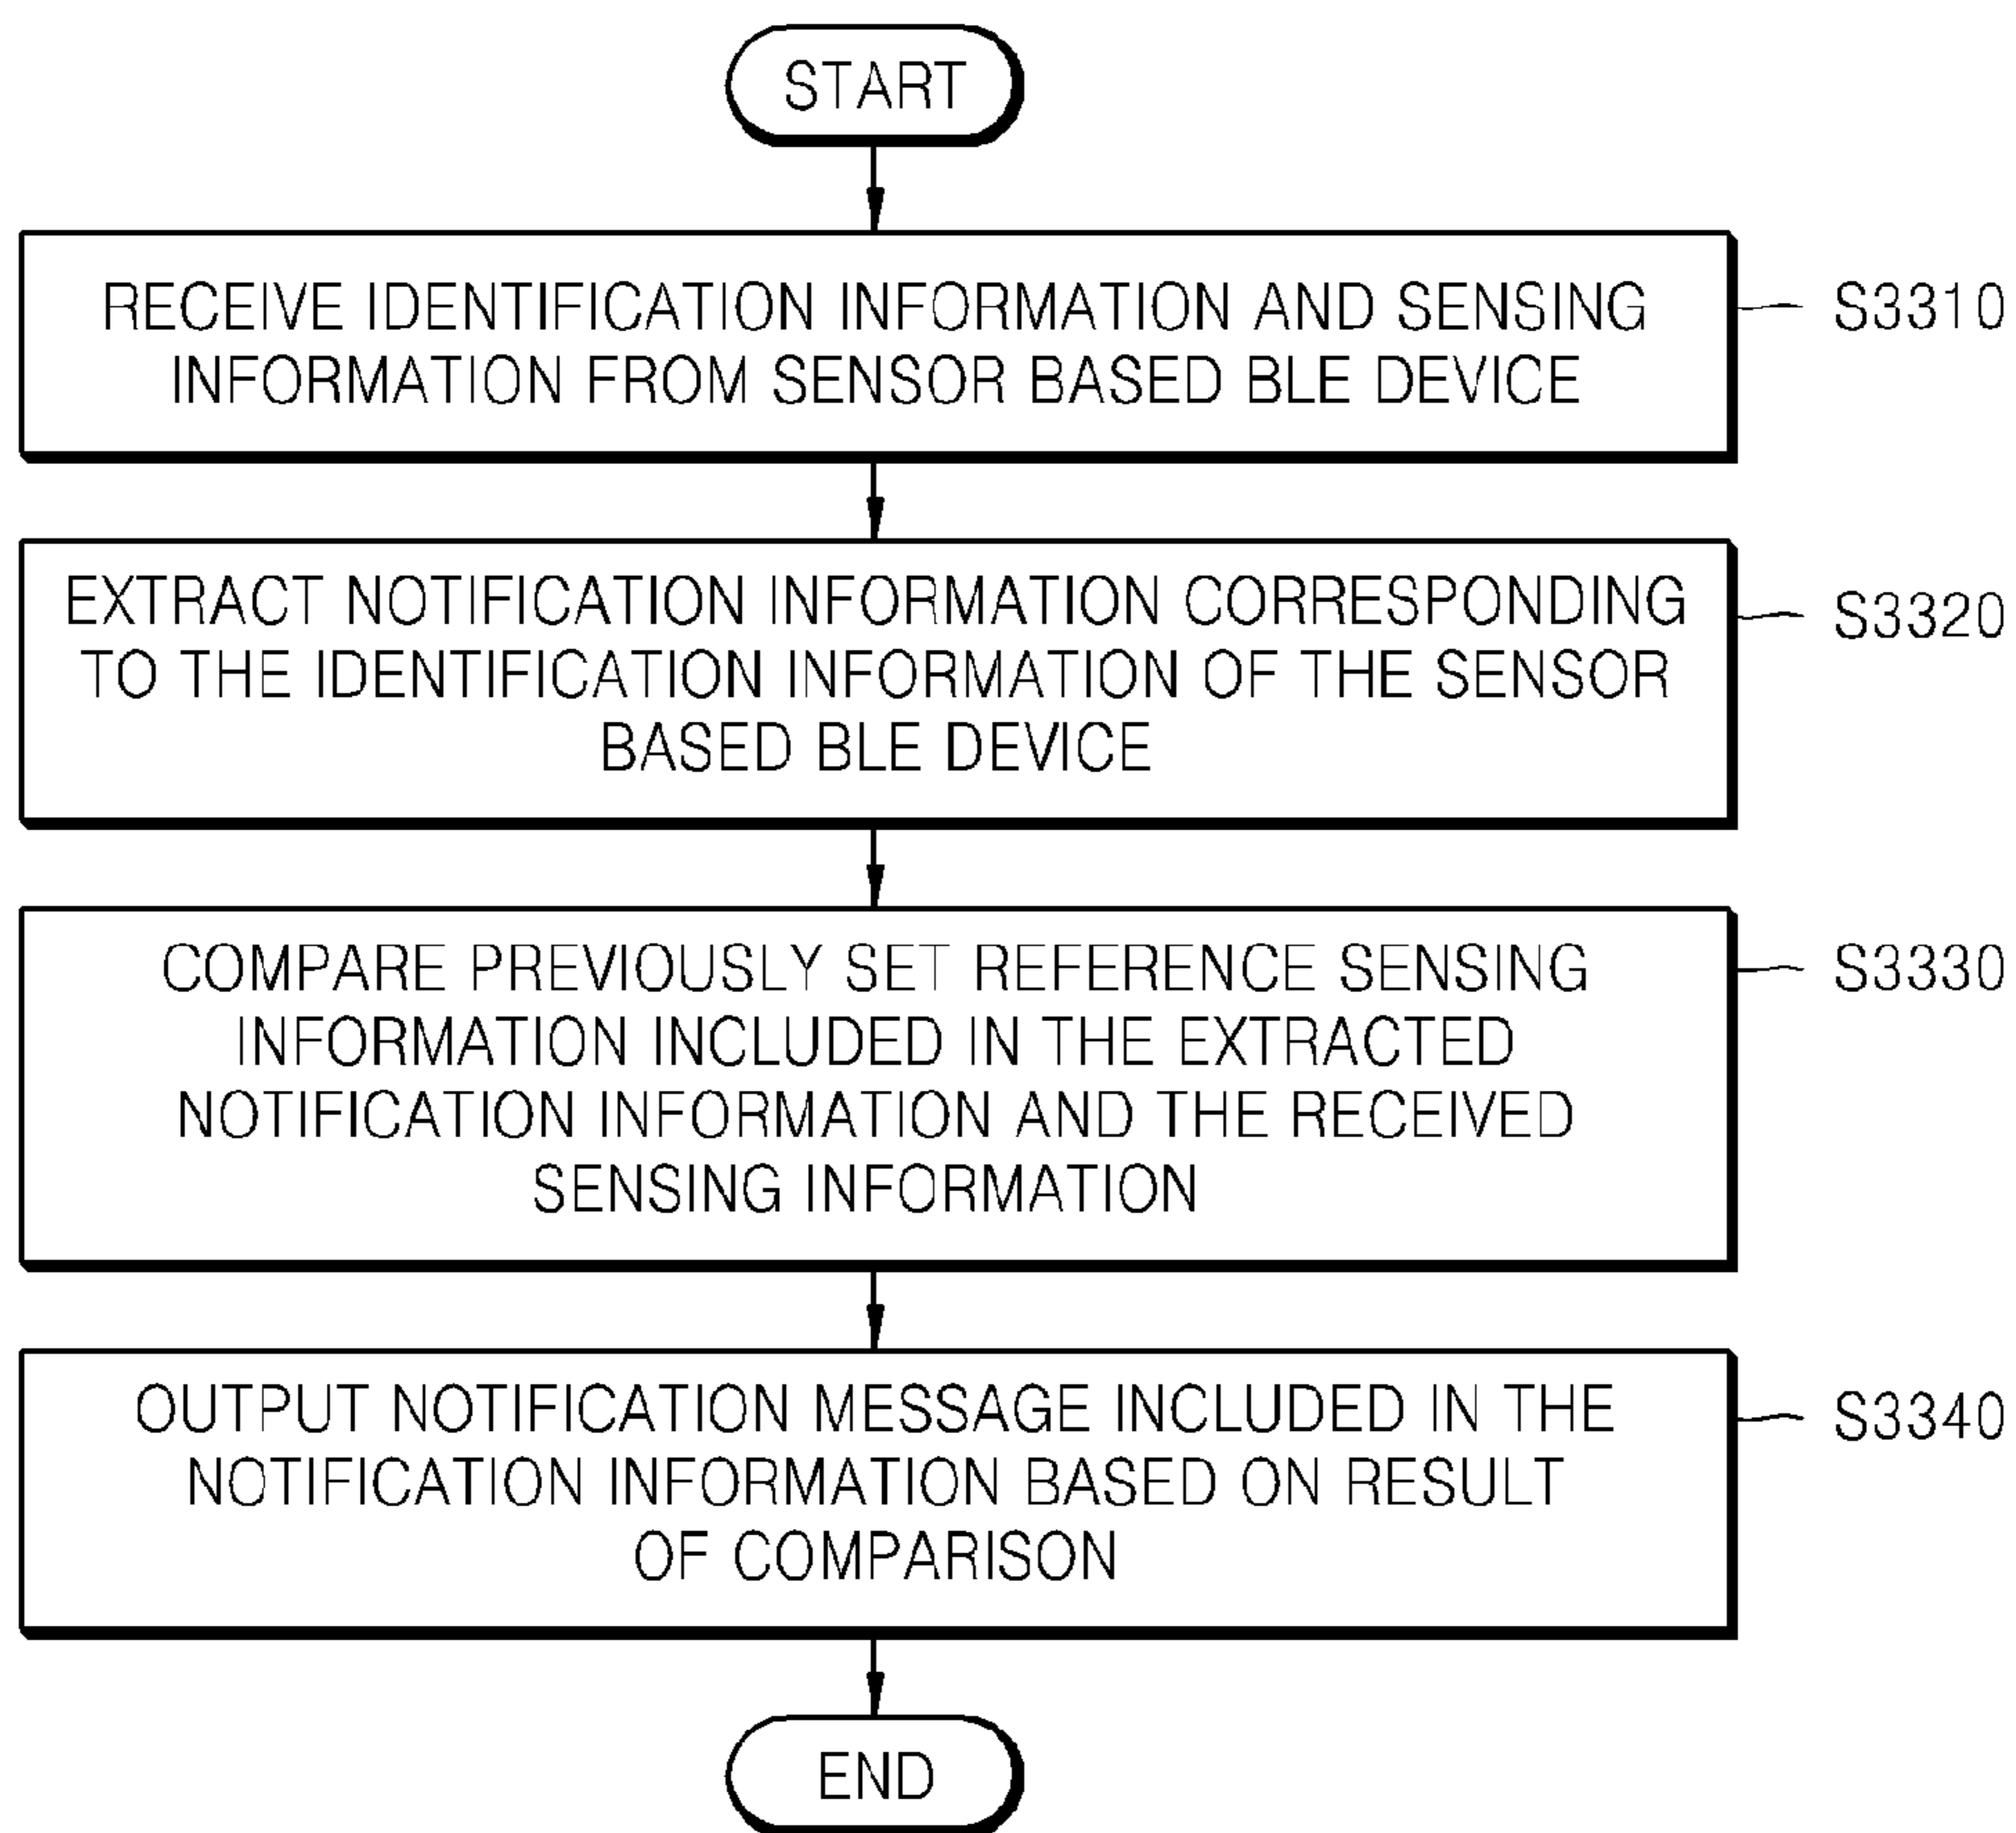 START
RECEIVE IDENTIFICATION INFORMATION AND SENSING
INFORMATION FROM SENSOR BASED BLE DEVICE
S3310
EXTRACT NOTIFICATION INFORMATION CORRESPONDING
TO THE IDENTIFICATION INFORMATION OF THE SENSOR
BASED BLE DEVICE
S3320
COMPARE PREVIOUSLY SET REFERENCE SENSING
INFORMATION INCLUDED IN THE EXTRACTED
NOTIFICATION INFORMATION AND THE RECEIVED
SENSING INFORMATION
S3330
OUTPUT NOTIFICATION MESSAGE INCLUDED IN THE
NOTIFICATION INFORMATION BASED ON RESULT
OF COMPARISON
S3340
END